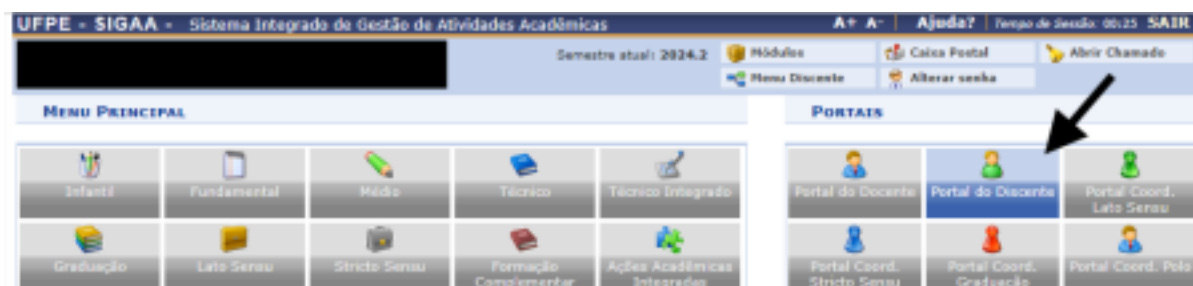 UFPE - SIGAA - Sistema Integrado de Gestão de Atividades Acadêmicas
A+ A- | Ajuda? | Tempo de Sessão: 00:25 SAIR
Semestre atual: 2024.2
Módulos
Caixa Postal
Abrir Chamado
Menu Discente
Alterar senha
MENU PRINCIPAL
Infantil
Fundamental
Médio
Técnico
Técnico Integrado
Graduação
Lato Sensu
Stricto Sensu
Formação
Complementar
Ações Acadêmicas
Integradas
PORTAIS
Portal do Docente
Portal do Discente
Portal Coord.
Lato Sensu
Portal Coord.
Stricto Sensu
Portal Coord.
Graduação
Portal Coord. Polo